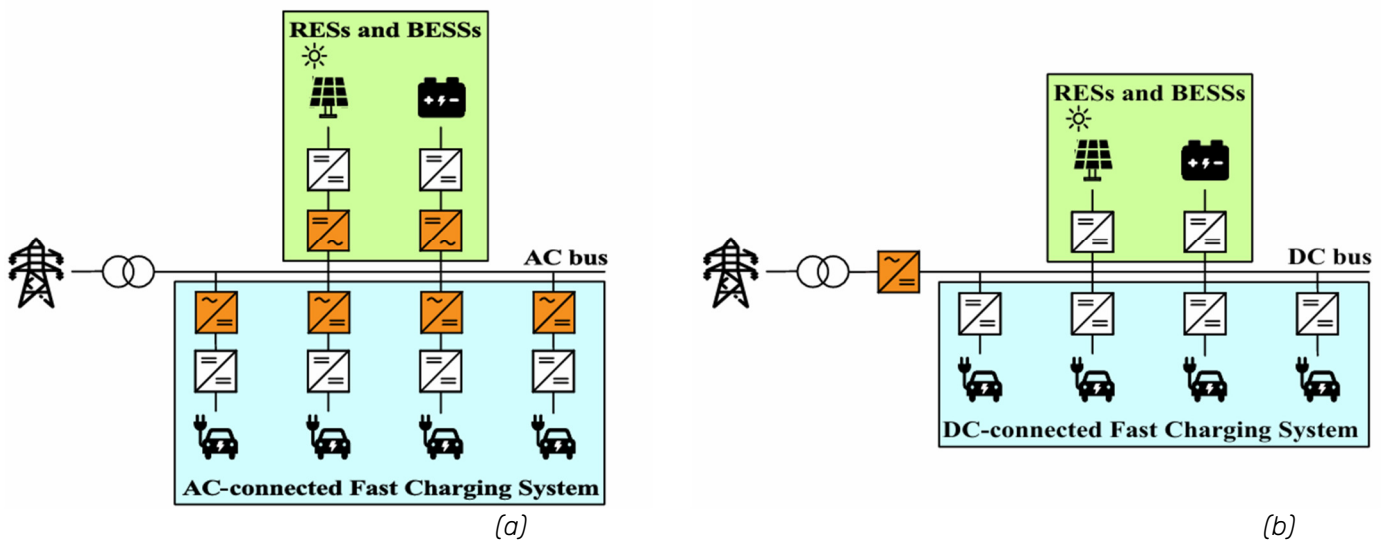 RESs and BESSs
AC bus
AC-connected Fast Charging System
(a)
RESs and BESSs
DC bus
DC-connected Fast Charging System
(b)